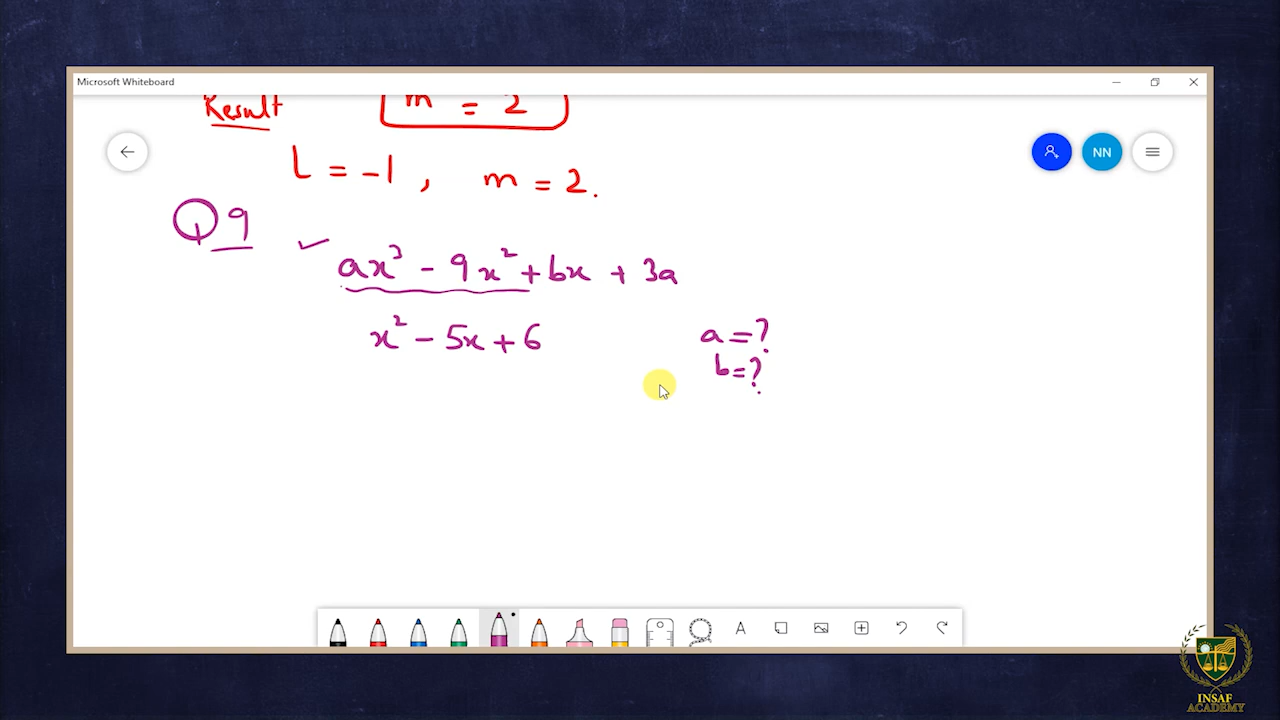 Microsoft Whiteboard
Result m = 2
l = -1 , m = 2.
NN
Q9
ax³ - 9x² + bx + 3a
x² - 5x + 6
a = ?
b = ?
A
INSAF
ACADEMY